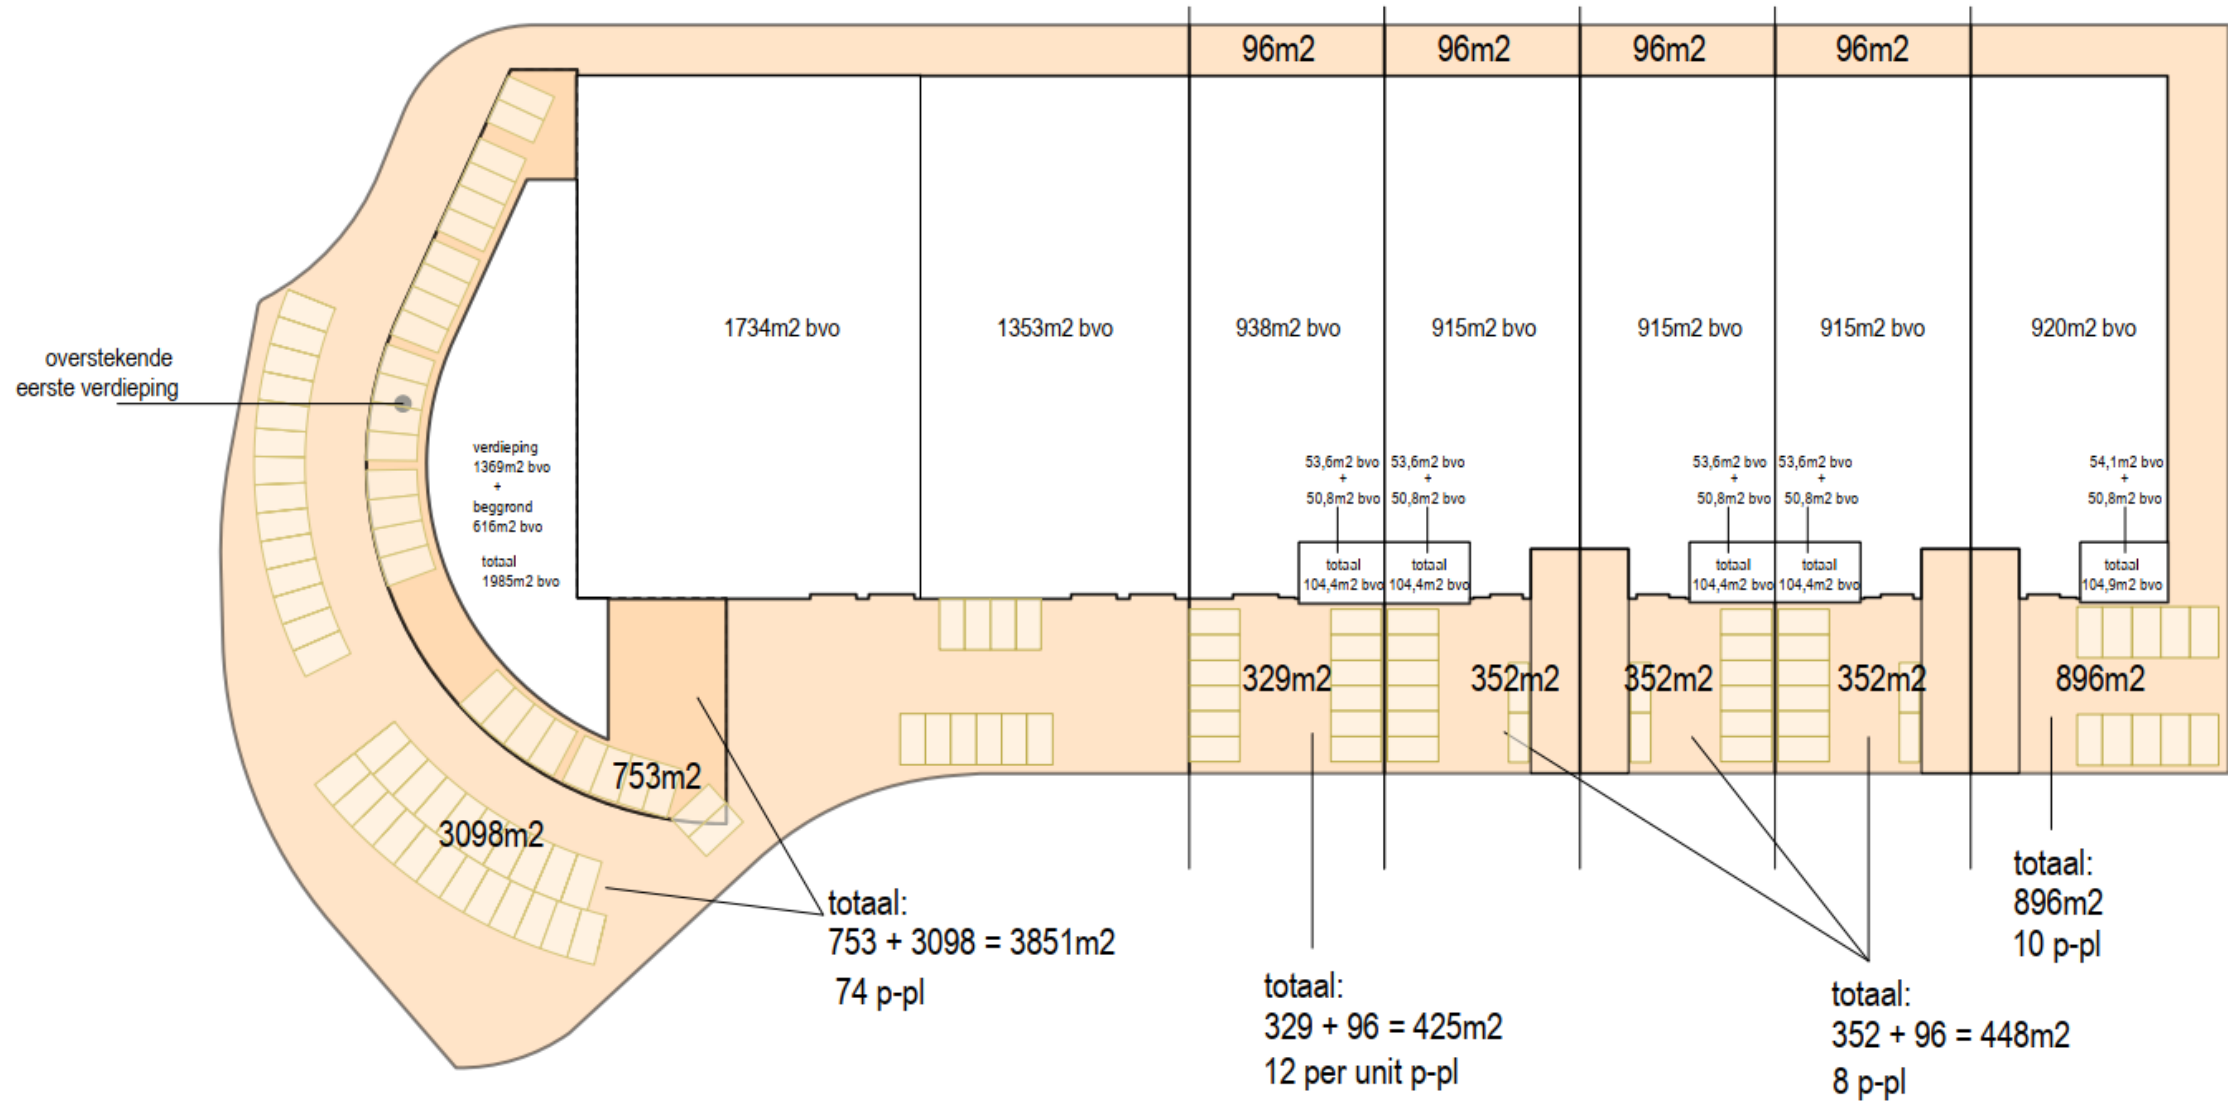 96m2
96m2
96m2
96m2
1734m2 bvo
1353m2 bvo
938m2 bvo
915m2 bvo
915m2 bvo
915m2 bvo
920m2 bvo
overstekende
eerste verdieping
verdieping
1369m2 bvo
+
beggrond
616m2 bvo
totaal
1985m2 bvo
53,6m2 bvo
+
50,8m2 bvo
53,6m2 bvo
+
50,8m2 bvo
53,6m2 bvo
+
50,8m2 bvo
53,6m2 bvo
+
50,8m2 bvo
54,1m2 bvo
+
50,8m2 bvo
totaal
104,4m2 bvo
totaal
104,4m2 bvo
totaal
104,4m2 bvo
totaal
104,4m2 bvo
totaal
104,9m2 bvo
329m2
352m2
352m2
352m2
896m2
753m2
3098m2
totaal:
753 + 3098 = 3851m2
74 p-pl
totaal:
329 + 96 = 425m2
12 per unit p-pl
totaal:
352 + 96 = 448m2
8 p-pl
totaal:
896m2
10 p-pl